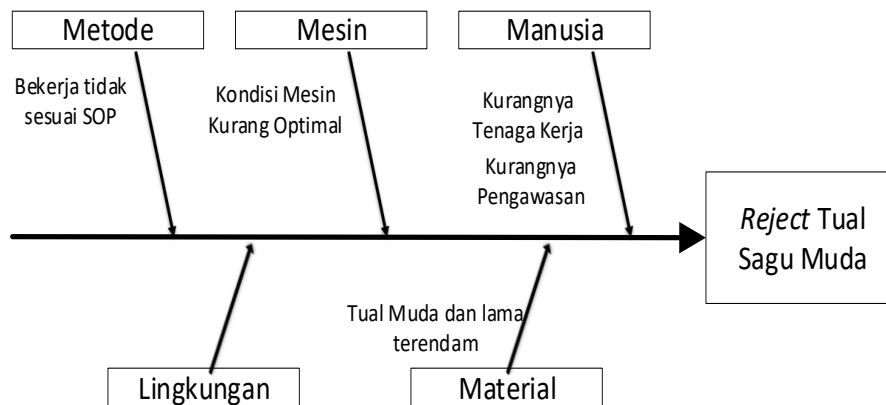 Metode
Mesin
Manusia
Bekerja tidak
sesuai SOP
Kondisi Mesin
Kurang Optimal
Kurangnya
Tenaga Kerja
Kurangnya
Pengawasan
Reject Tual
Sagu Muda
Tual Muda dan lama
terendam
Lingkungan
Material